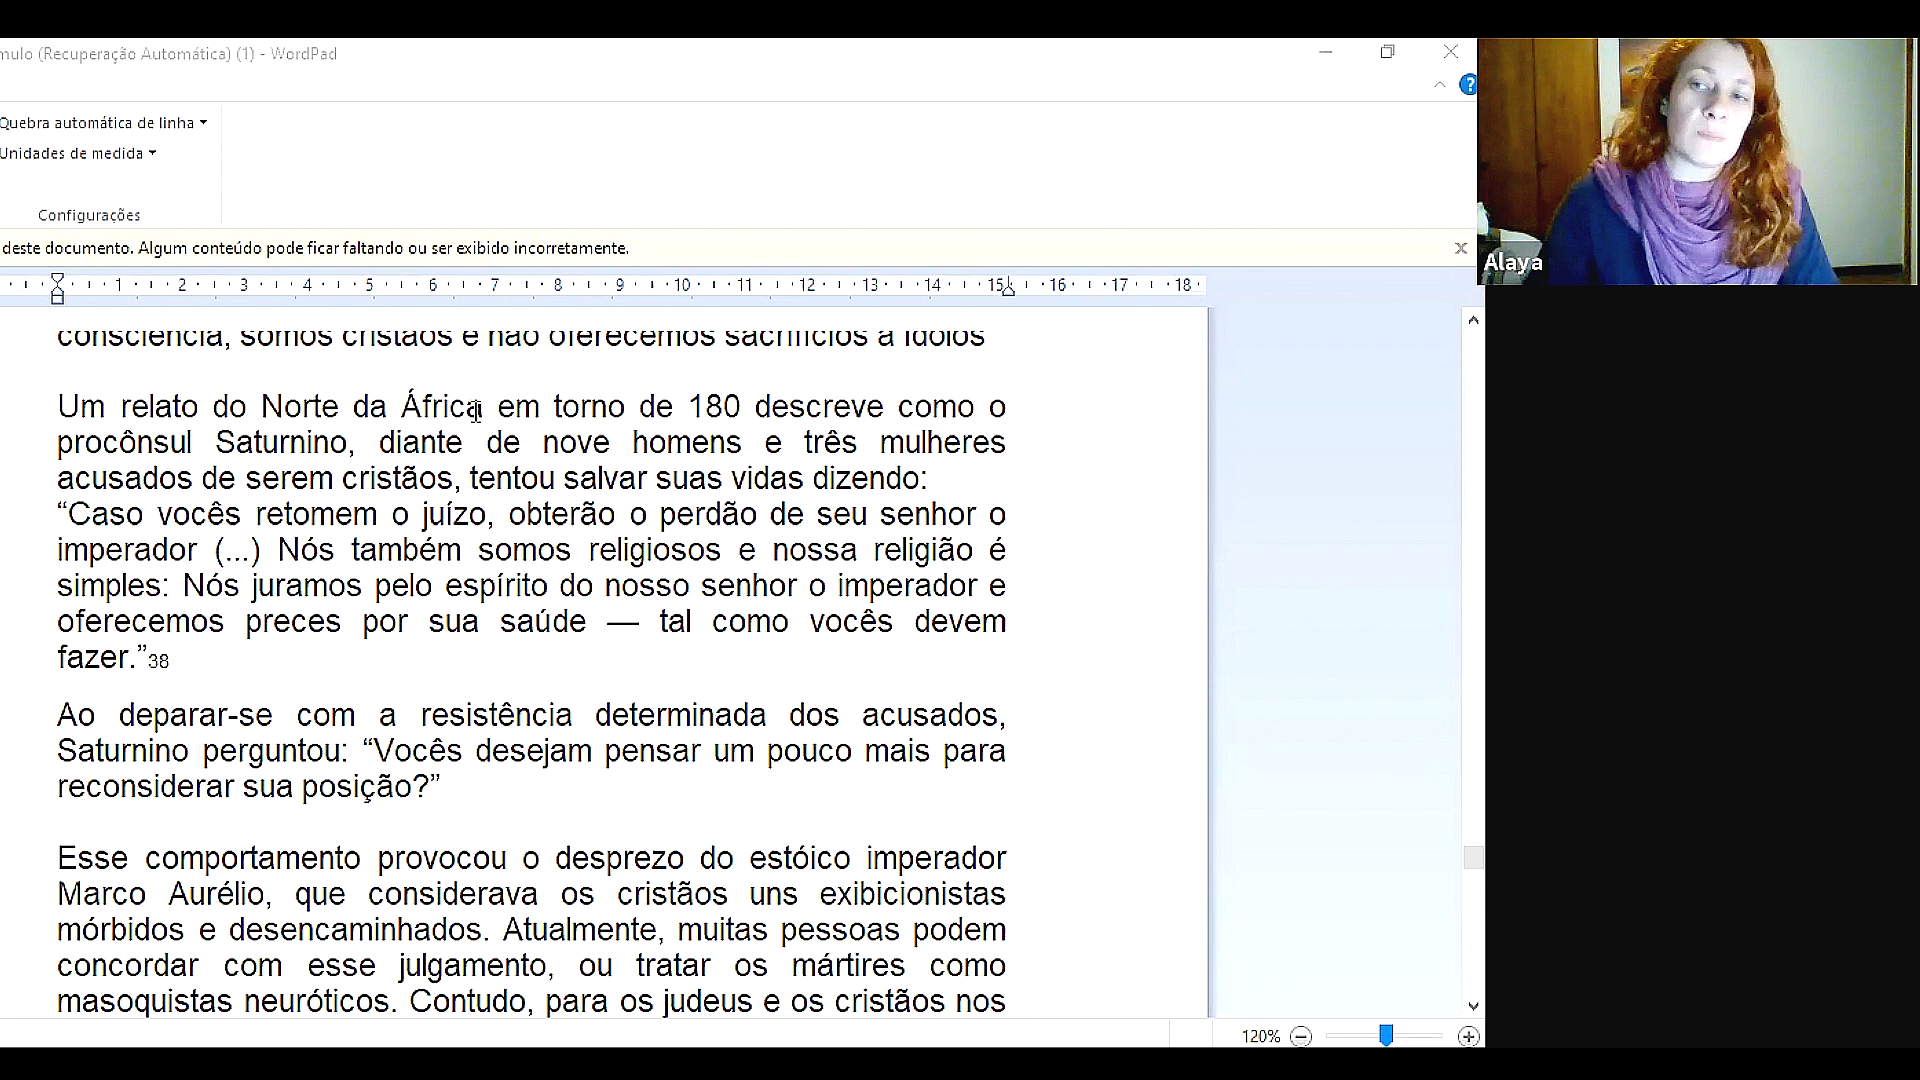 mulo (Recuperação Automática) (1) - WordPad
Quebra automática de linha
Unidades de medida
Configurações
deste documento. Algum conteúdo pode ficar faltando ou ser exibido incorretamente.
1 2 3 4 5 6 7 8 9 10 11 12 13 14 15 16 17 18
consciência, somos cristãos e não oferecemos sacrifícios a ídolos
Um relato do Norte da África em torno de 180 descreve como o
procônsul Saturnino, diante de nove homens e três mulheres
acusados de serem cristãos, tentou salvar suas vidas dizendo:
“Caso vocês retomem o juízo, obterão o perdão de seu senhor o
imperador (...) Nós também somos religiosos e nossa religião é
simples: Nós juramos pelo espírito do nosso senhor o imperador e
oferecemos preces por sua saúde — tal como vocês devem
fazer.”38
Ao deparar-se com a resistência determinada dos acusados,
Saturnino perguntou: “Vocês desejam pensar um pouco mais para
reconsiderar sua posição?”
Esse comportamento provocou o desprezo do estóico imperador
Marco Aurélio, que considerava os cristãos uns exibicionistas
mórbidos e desencaminhados. Atualmente, muitas pessoas podem
concordar com esse julgamento, ou tratar os mártires como
masoquistas neuróticos. Contudo, para os judeus e os cristãos nos
120%
Alaya